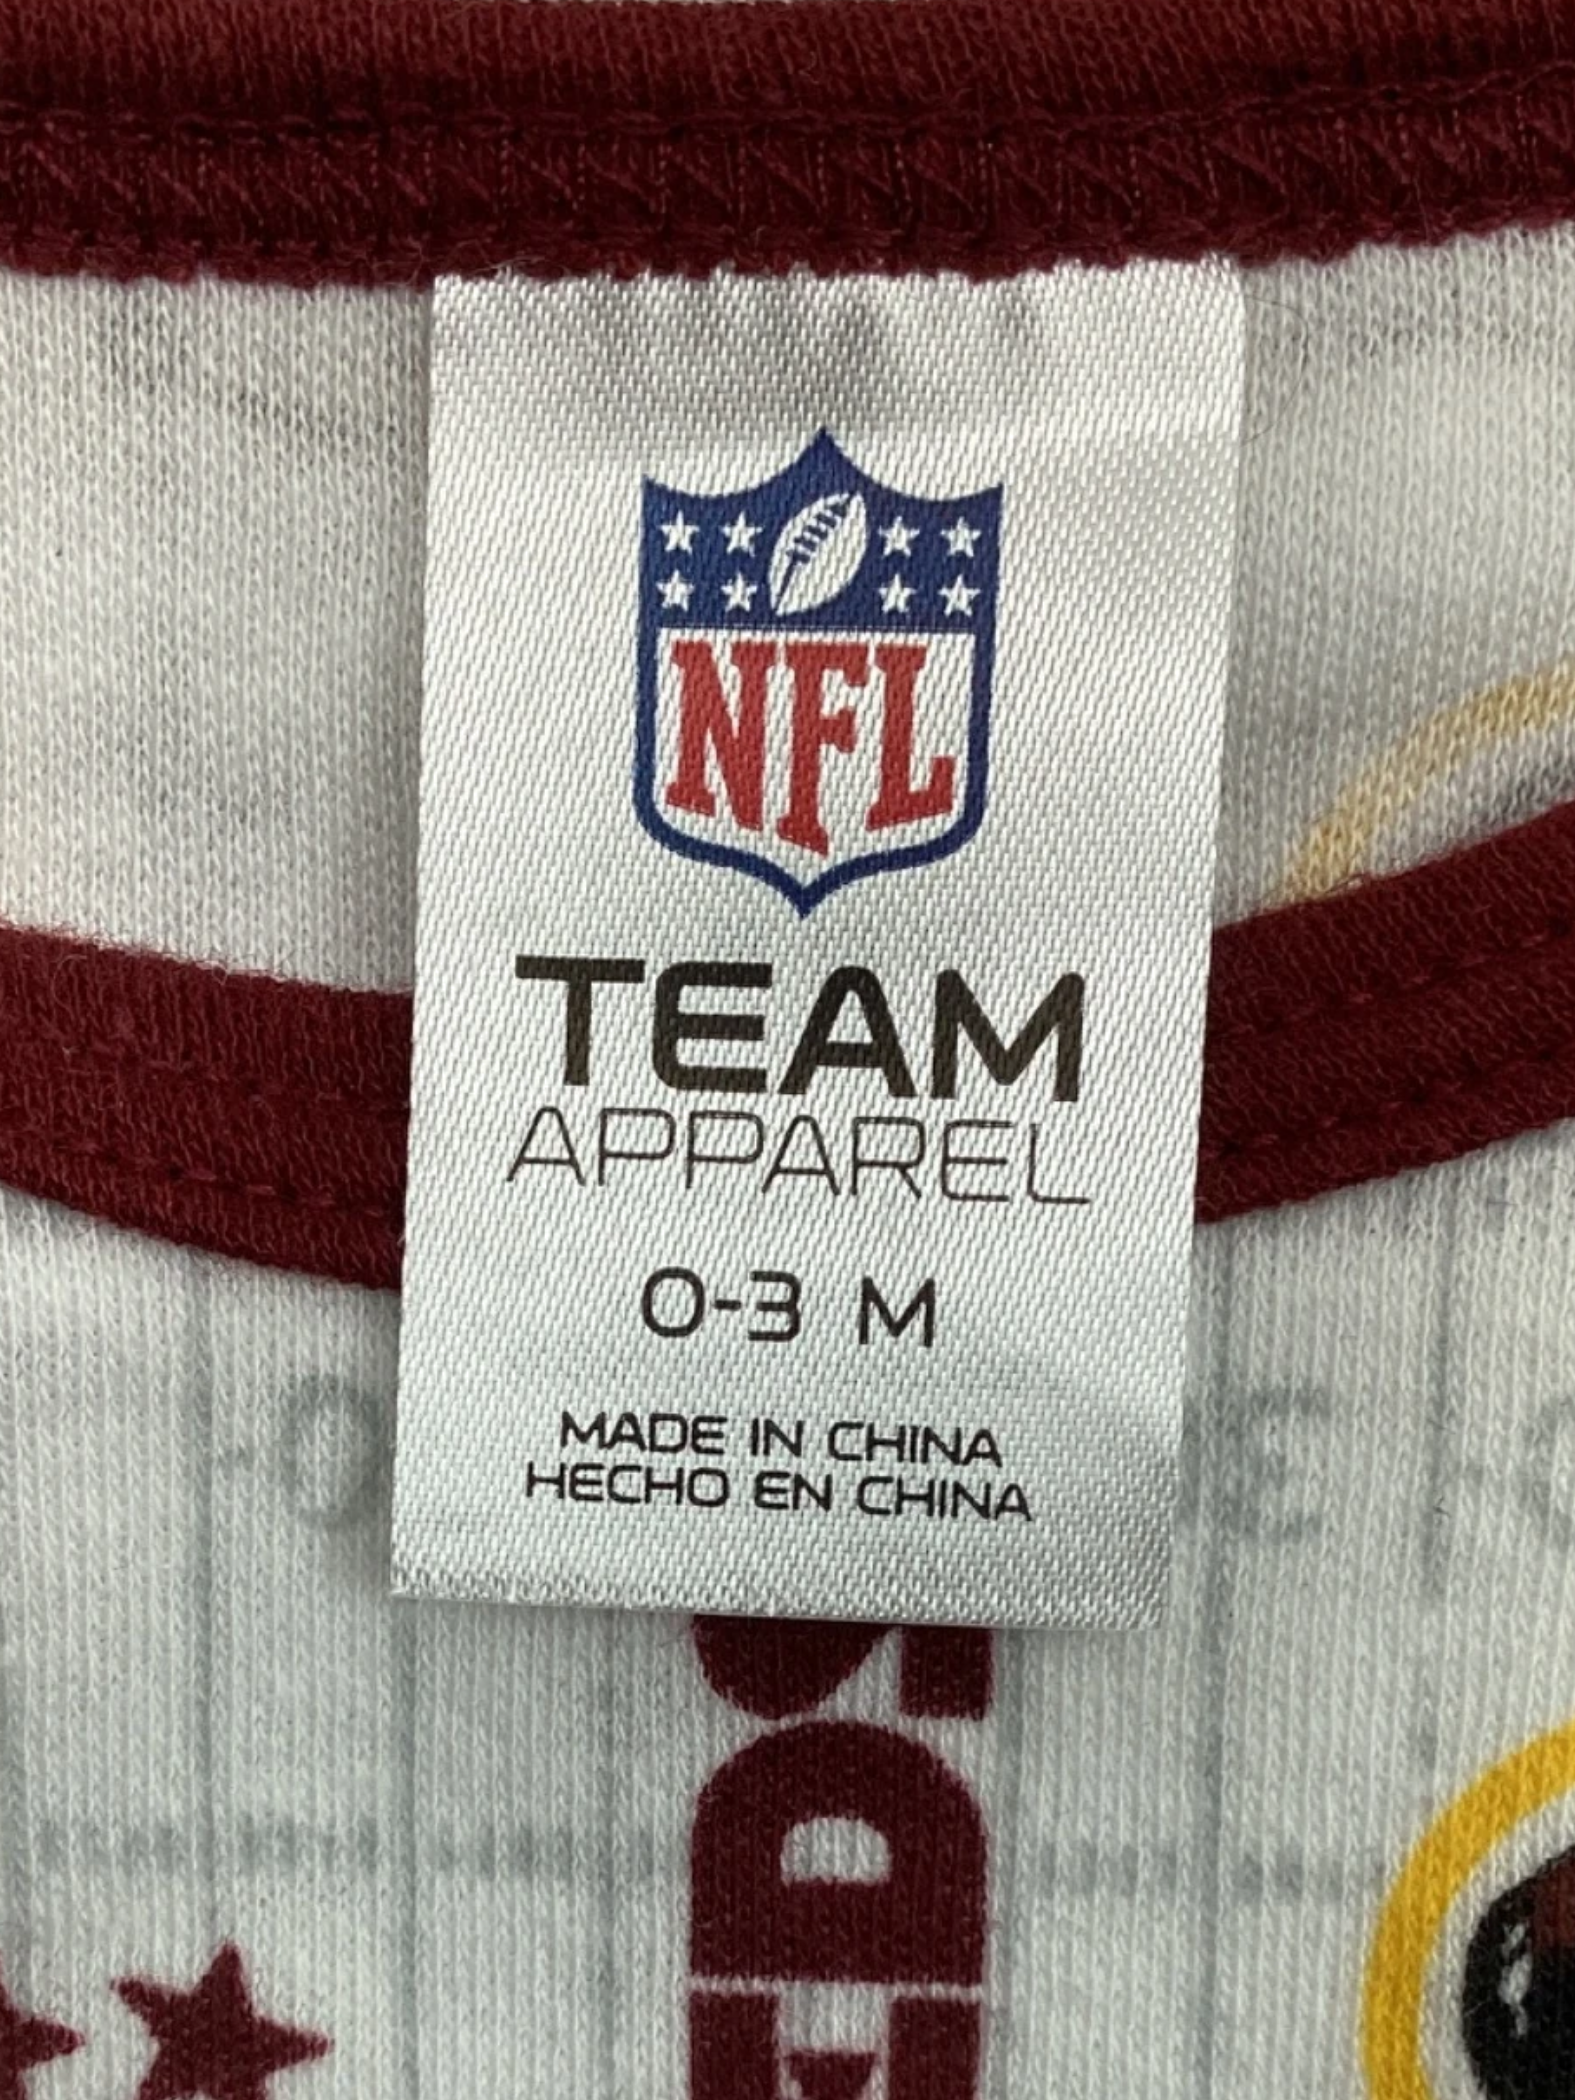 NFL
TEAM
APPAREL
0-3 M
MADE IN CHINA
HECHO EN CHINA